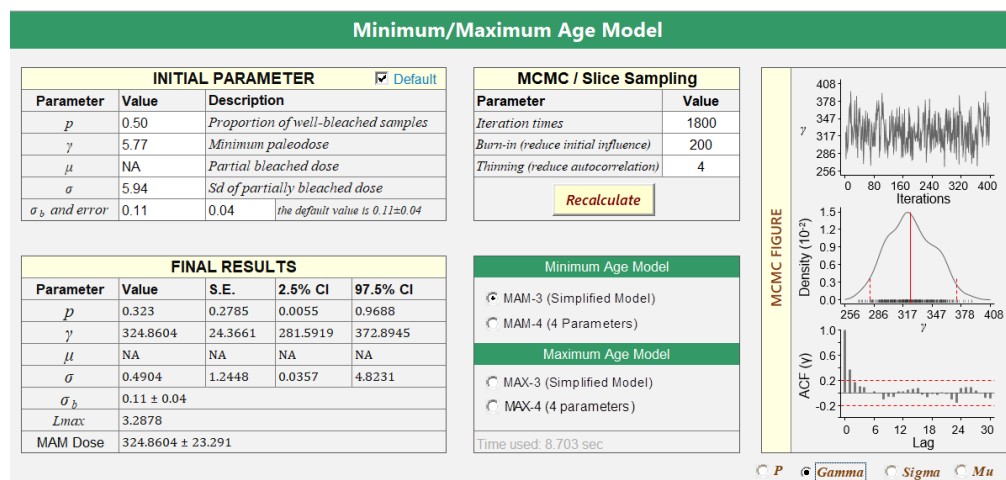 Minimum/Maximum Age Model
INITIAL PARAMETER Default
Parameter Value Description
p 0.50 Proportion of well-bleached samples
γ 5.77 Minimum paleodose
μ NA Partial bleached dose
σ 5.94 Sd of partially bleached dose
σb and error 0.11 0.04 the default value is 0.11±0.04
MCMC / Slice Sampling
Parameter Value
Iteration times 1800
Burn-in (reduce initial influence) 200
Thinning (reduce autocorrelation) 4
Recalculate
FINAL RESULTS
Parameter Value S.E. 2.5% CI 97.5% CI
p 0.323 0.2785 0.0055 0.9688
γ 324.8604 24.3661 281.5919 372.8945
μ NA NA NA NA
σ 0.4904 1.2448 0.0357 4.8231
σb 0.11 ± 0.04
Lmax 3.2878
MAM Dose 324.8604 ± 23.291
Minimum Age Model
MAM-3 (Simplified Model)
MAM-4 (4 Parameters)
Maximum Age Model
MAX-3 (Simplified Model)
MAX-4 (4 parameters)
Time used: 8.703 sec
MCMC FIGURE
γ
408
378
347
317
286
256
0 80 160 240 320 400
Iterations
Density (10⁻²)
1.5
1.2
0.9
0.6
0.3
0.0
256 286 317 347 378 408
γ
ACF (γ)
1.0
0.6
0.2
-0.2
0 6 12 18 24 30
Lag
P Gamma Sigma Mu